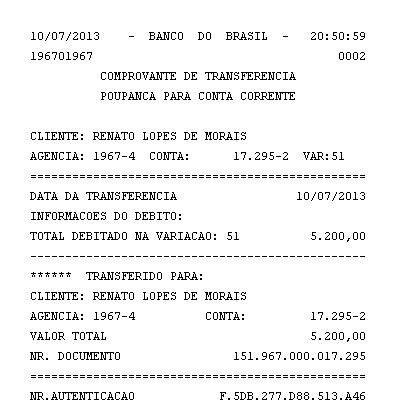 10/07/2013 - BANCO DO BRASIL - 20:50:59
196701967 0002
COMPROVANTE DE TRANSFERENCIA
POUPANCA PARA CONTA CORRENTE
CLIENTE: RENATO LOPES DE MORAIS
AGENCIA: 1967-4 CONTA: 17.295-2 VAR:51
================================================
DATA DA TRANSFERENCIA 10/07/2013
INFORMACOES DO DEBITO:
TOTAL DEBITADO NA VARIACAO: 51 5.200,00
------------------------------------------------
****** TRANSFERIDO PARA:
CLIENTE: RENATO LOPES DE MORAIS
AGENCIA: 1967-4 CONTA: 17.295-2
VALOR TOTAL 5.200,00
NR. DOCUMENTO 151.967.000.017.295
================================================
NR.AUTENTICACAO F.5DB.277.D88.513.A46